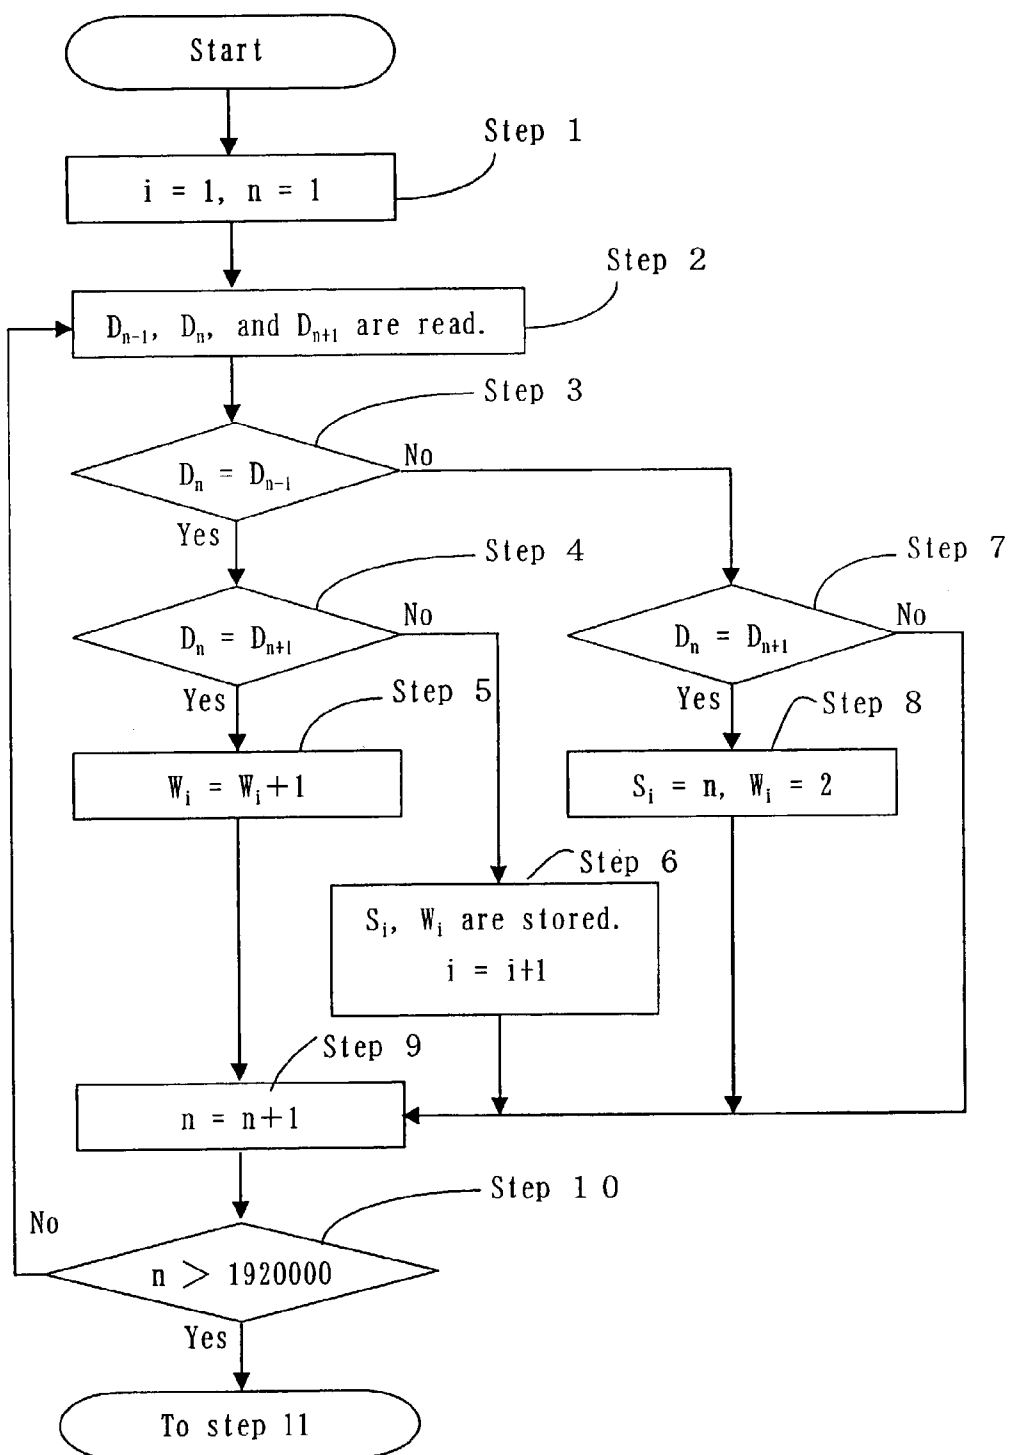 Start
Step 1
i = 1, n = 1
Step 2
Dn-1, Dn, and Dn+1 are read.
Step 3
Dn = Dn-1
No
Yes
Step 4
Dn = Dn+1
No
Yes
Step 7
Dn = Dn+1
No
Yes
Step 5
Wi = Wi+1
Step 8
Si = n, Wi = 2
Step 6
Si, Wi are stored.
i = i+1
Step 9
n = n+1
Step 10
No
n > 1920000
Yes
To step 11